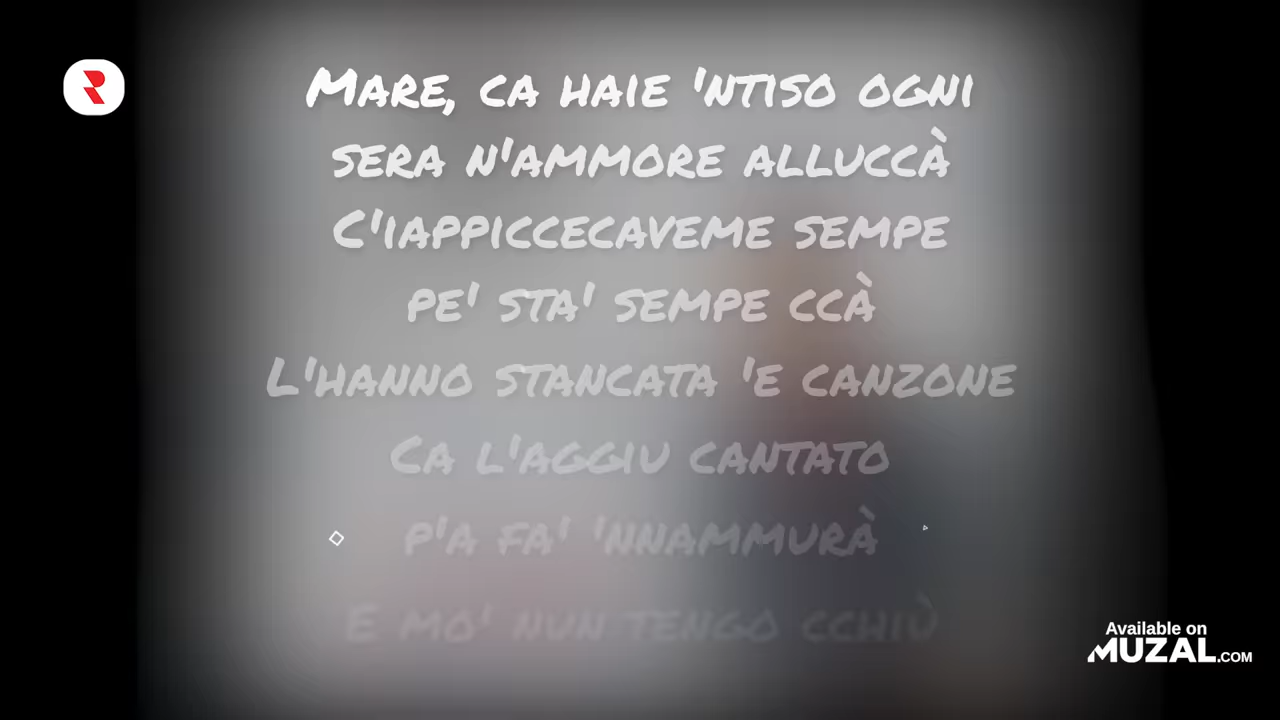 Mare, ca haie 'ntiso ogni
sera n'ammore alluccà
C'iappiccecaveme sempe
pe' sta' sempe ccà
L'hanno stancata 'e canzone
Ca l'aggiu cantato
p'a fa' 'nnammurà
E mo' nun tengo cchiù
R
Available on
MUZAL.COM